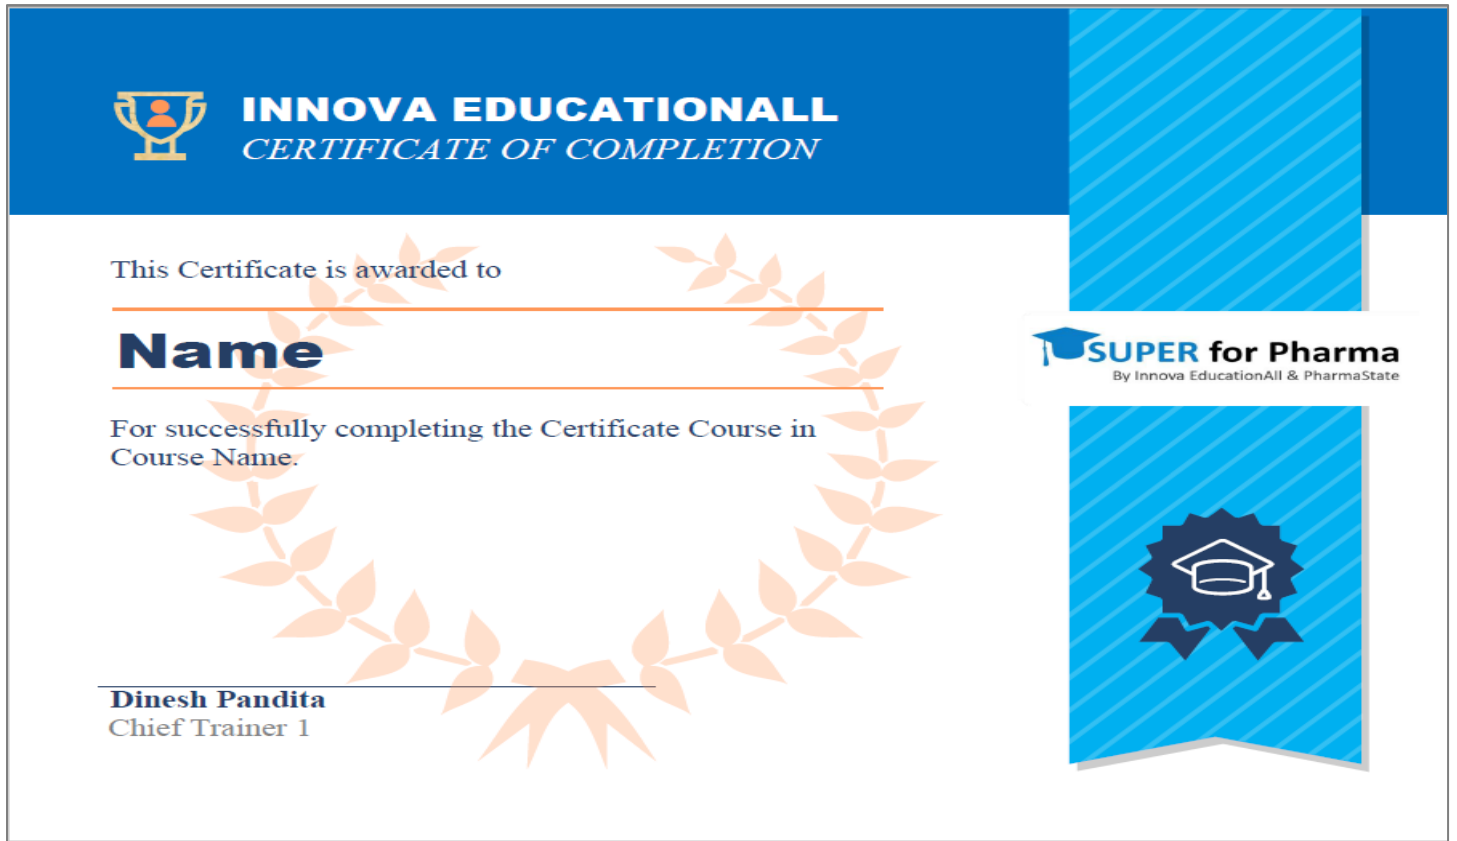 INNOVA EDUCATIONALL
CERTIFICATE OF COMPLETION
This Certificate is awarded to
Name
SUPER for Pharma
By Innova EducationAll & PharmaState
For successfully completing the Certificate Course in
Course Name.
Dinesh Pandita
Chief Trainer 1